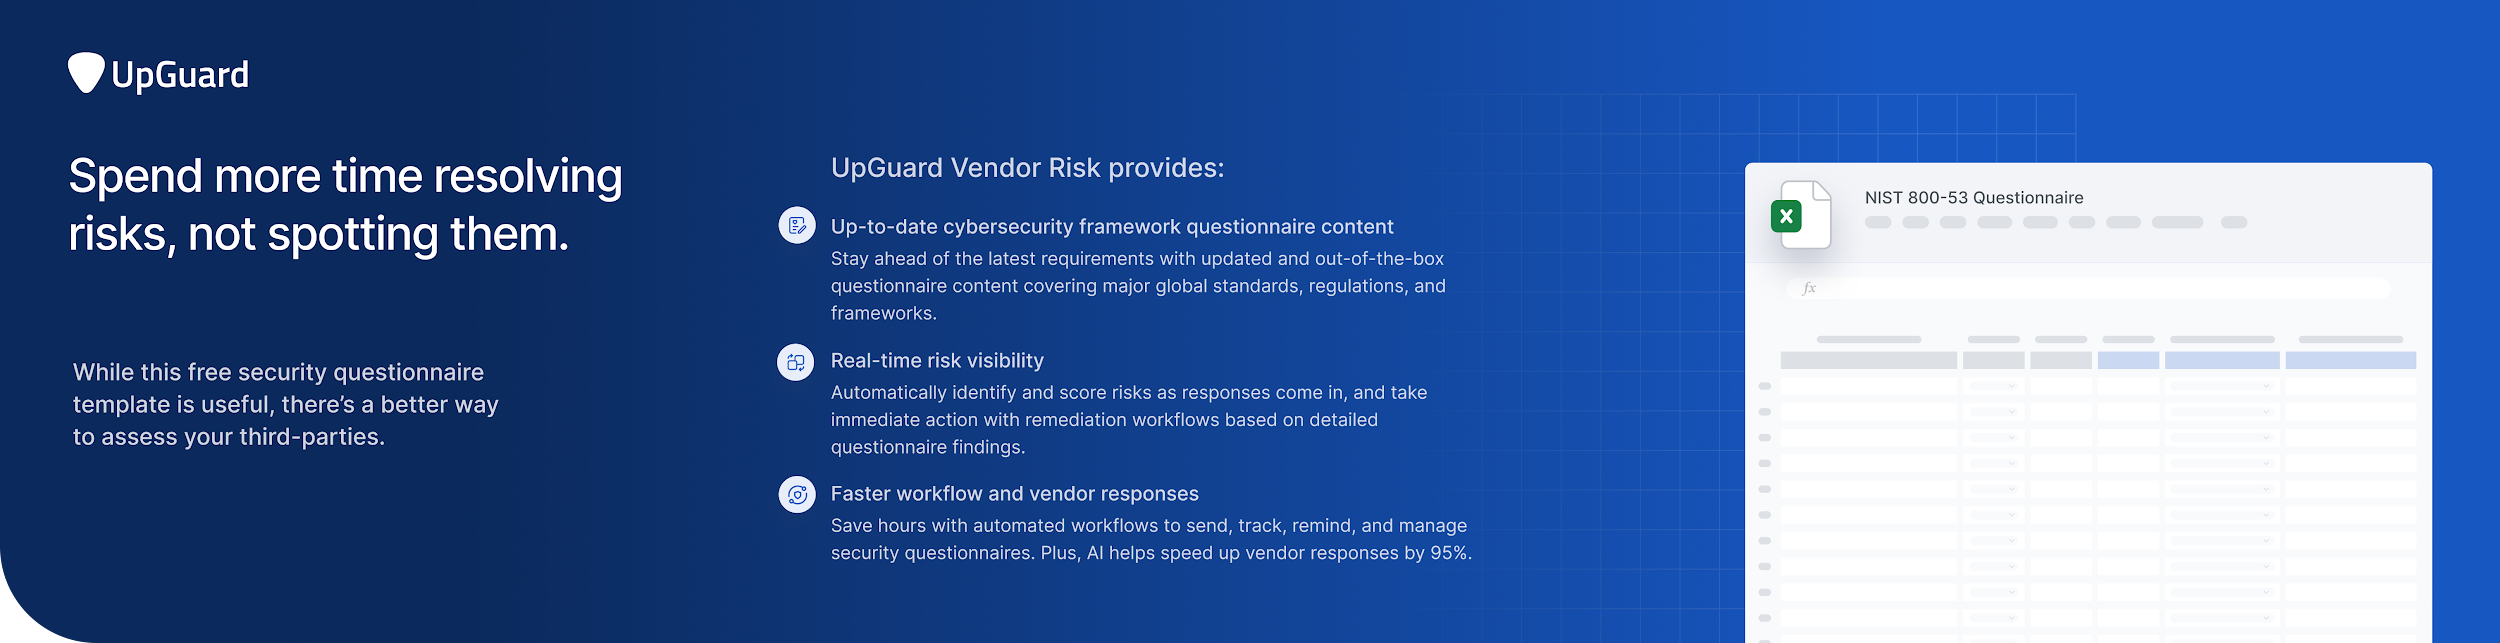 UpGuard
Spend more time resolving
risks, not spotting them.
While this free security questionnaire
template is useful, there's a better way
to assess your third-parties.
UpGuard Vendor Risk provides:
Up-to-date cybersecurity framework questionnaire content
Stay ahead of the latest requirements with updated and out-of-the-box
questionnaire content covering major global standards, regulations, and
frameworks.
Real-time risk visibility
Automatically identify and score risks as responses come in, and take
immediate action with remediation workflows based on detailed
questionnaire findings.
Faster workflow and vendor responses
Save hours with automated workflows to send, track, remind, and manage
security questionnaires. Plus, AI helps speed up vendor responses by 95%.
X
NIST 800-53 Questionnaire
fx